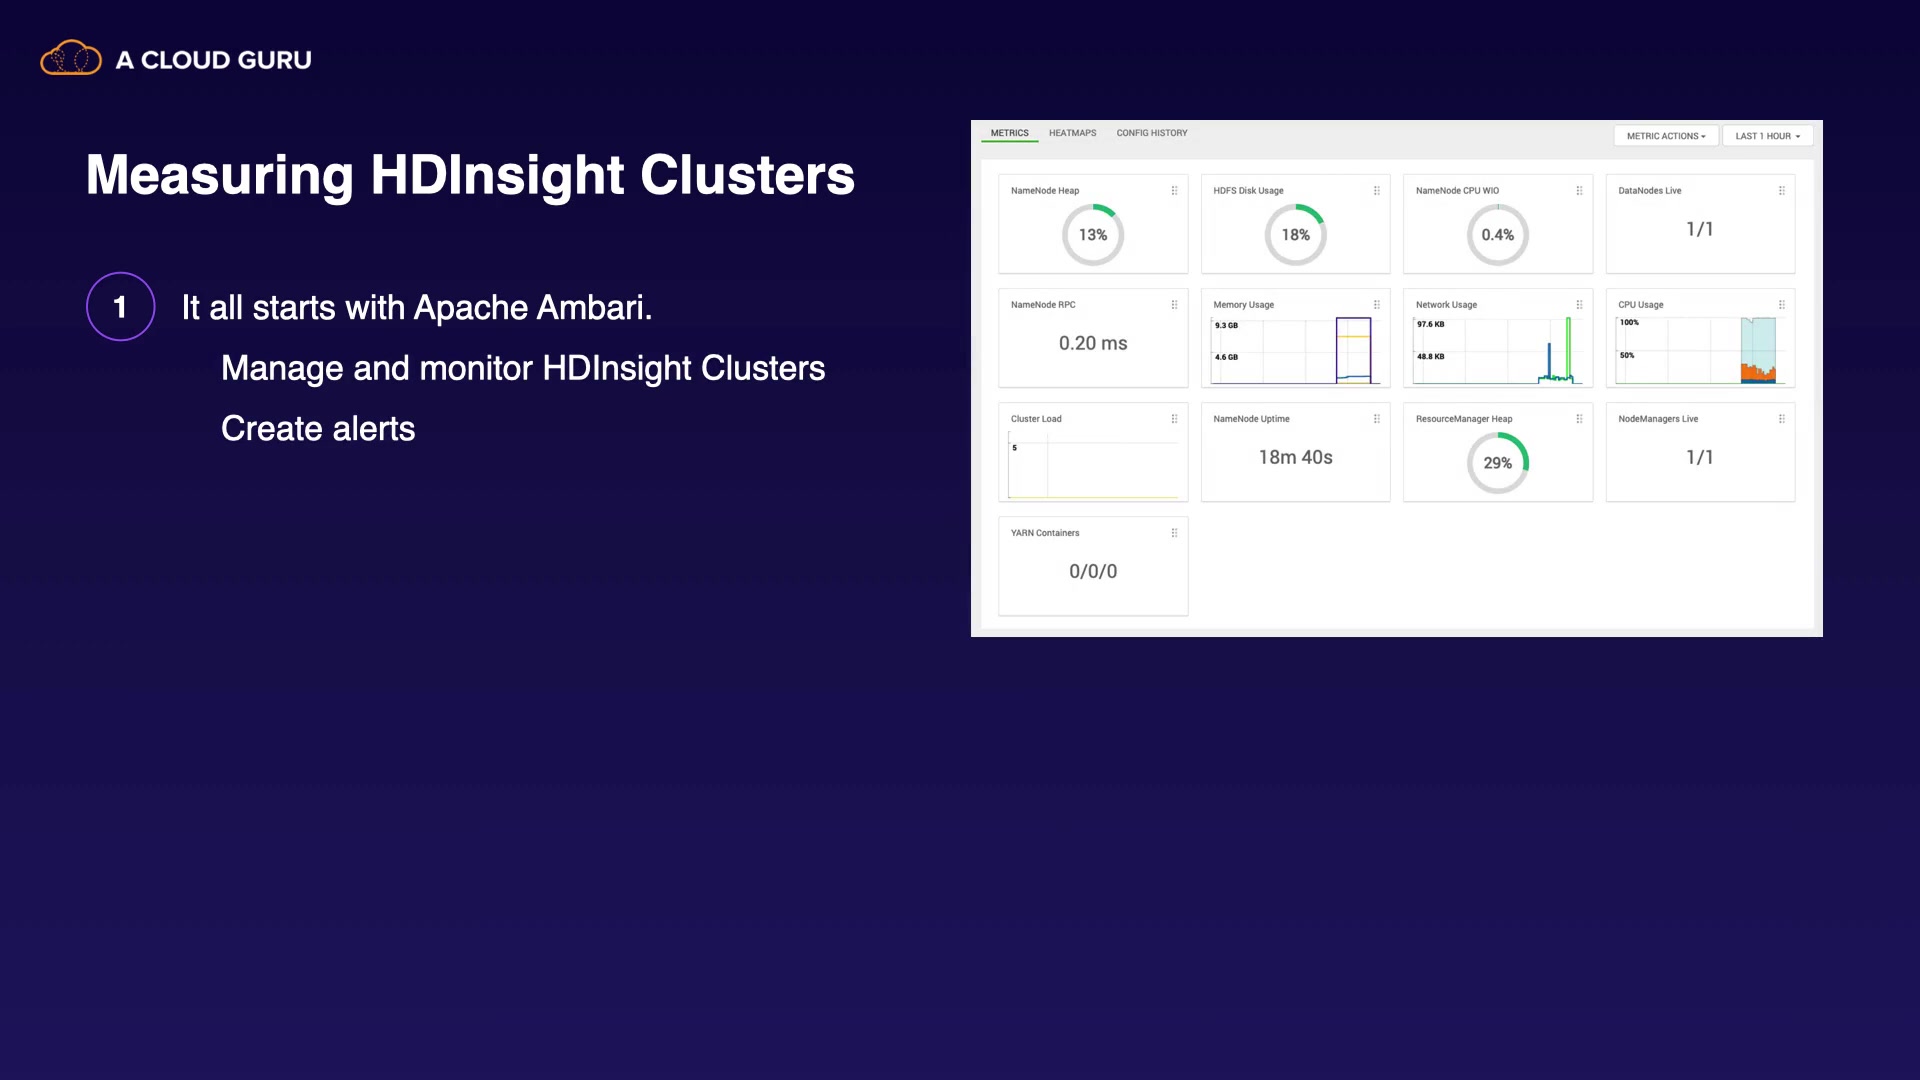 A CLOUD GURU
Measuring HDInsight Clusters
1 It all starts with Apache Ambari.
Manage and monitor HDInsight Clusters
Create alerts
METRICS HEATMAPS CONFIG HISTORY METRIC ACTIONS LAST 1 HOUR
NameNode Heap HDFS Disk Usage NameNode CPU WIO DataNodes Live
13% 18% 0.4% 1/1
NameNode RPC Memory Usage Network Usage CPU Usage
9.3 GB 97.6 KB 100%
0.20 ms
4.6 GB 48.8 KB 50%
Cluster Load NameNode Uptime ResourceManager Heap NodeManagers Live
5 18m 40s 29% 1/1
YARN Containers
0/0/0